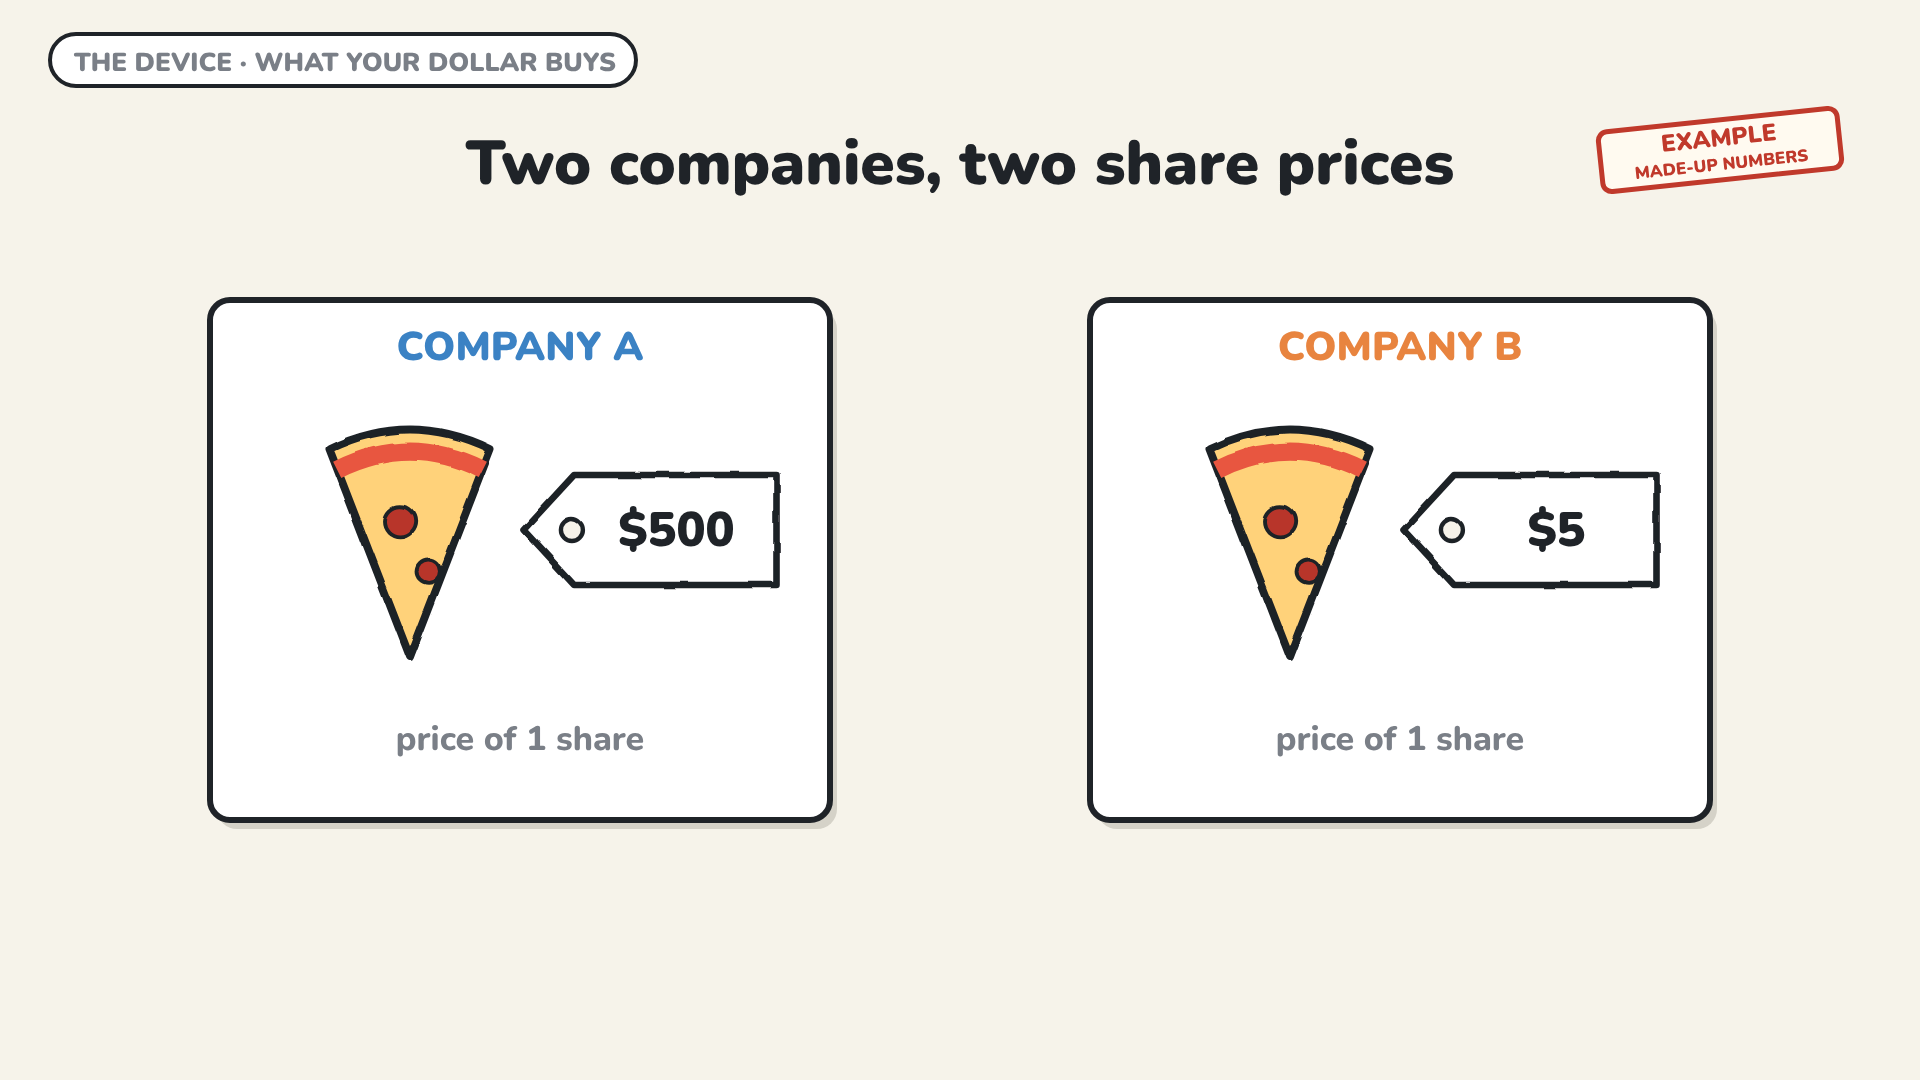 THE DEVICE · WHAT YOUR DOLLAR BUYS
Two companies, two share prices
EXAMPLE
MADE-UP NUMBERS
COMPANY A
$500
price of 1 share
COMPANY B
$5
price of 1 share